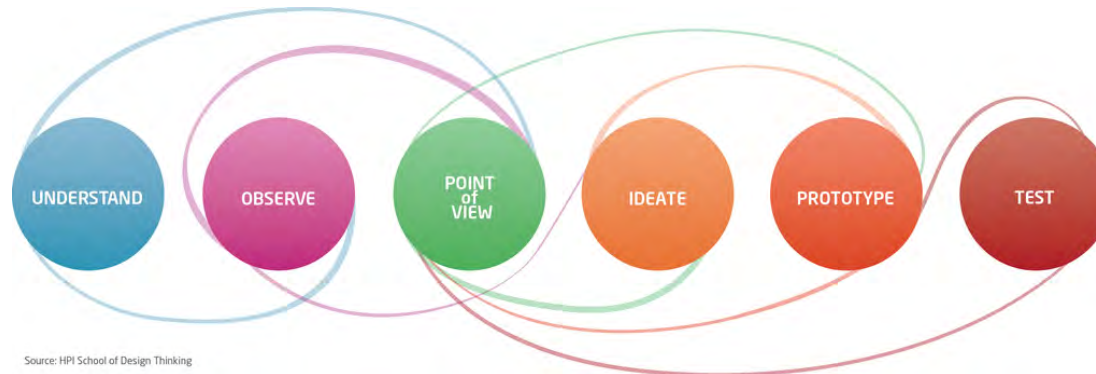 UNDERSTAND
OBSERVE
POINT
of
VIEW
IDEATE
PROTOTYPE
TEST
Source: HPI School of Design Thinking